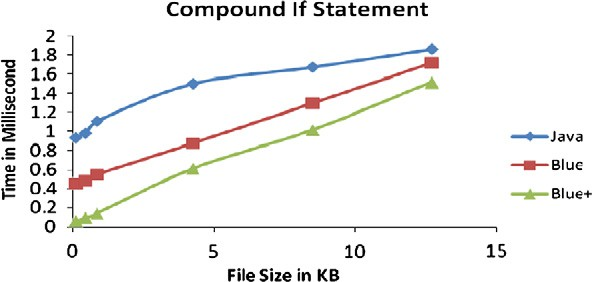 Compound If Statement
Time in Millisecond
2
1.8
1.6
1.4
1.2
1
0.8
0.6
0.4
0.2
0
0 5 10 15
File Size in KB
Java
Blue
Blue+